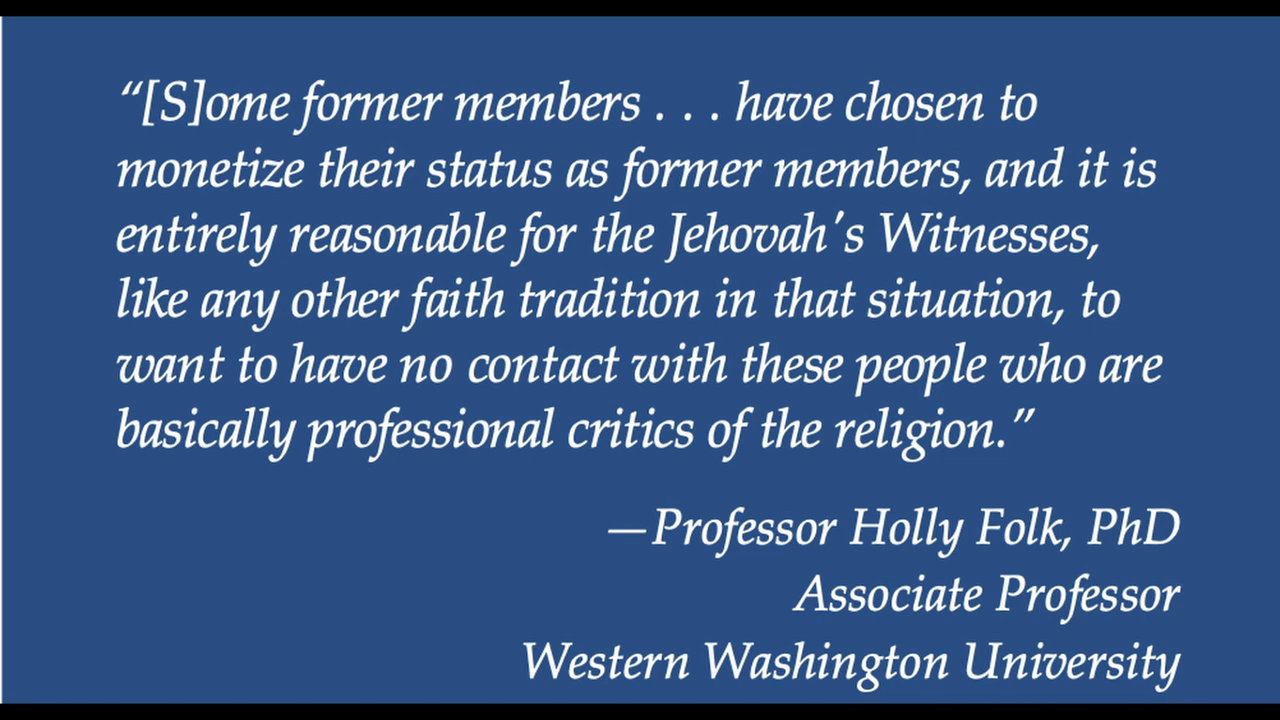 “[S]ome former members . . . have chosen to
monetize their status as former members, and it is
entirely reasonable for the Jehovah's Witnesses,
like any other faith tradition in that situation, to
want to have no contact with these people who are
basically professional critics of the religion.”
—Professor Holly Folk, PhD
Associate Professor
Western Washington University